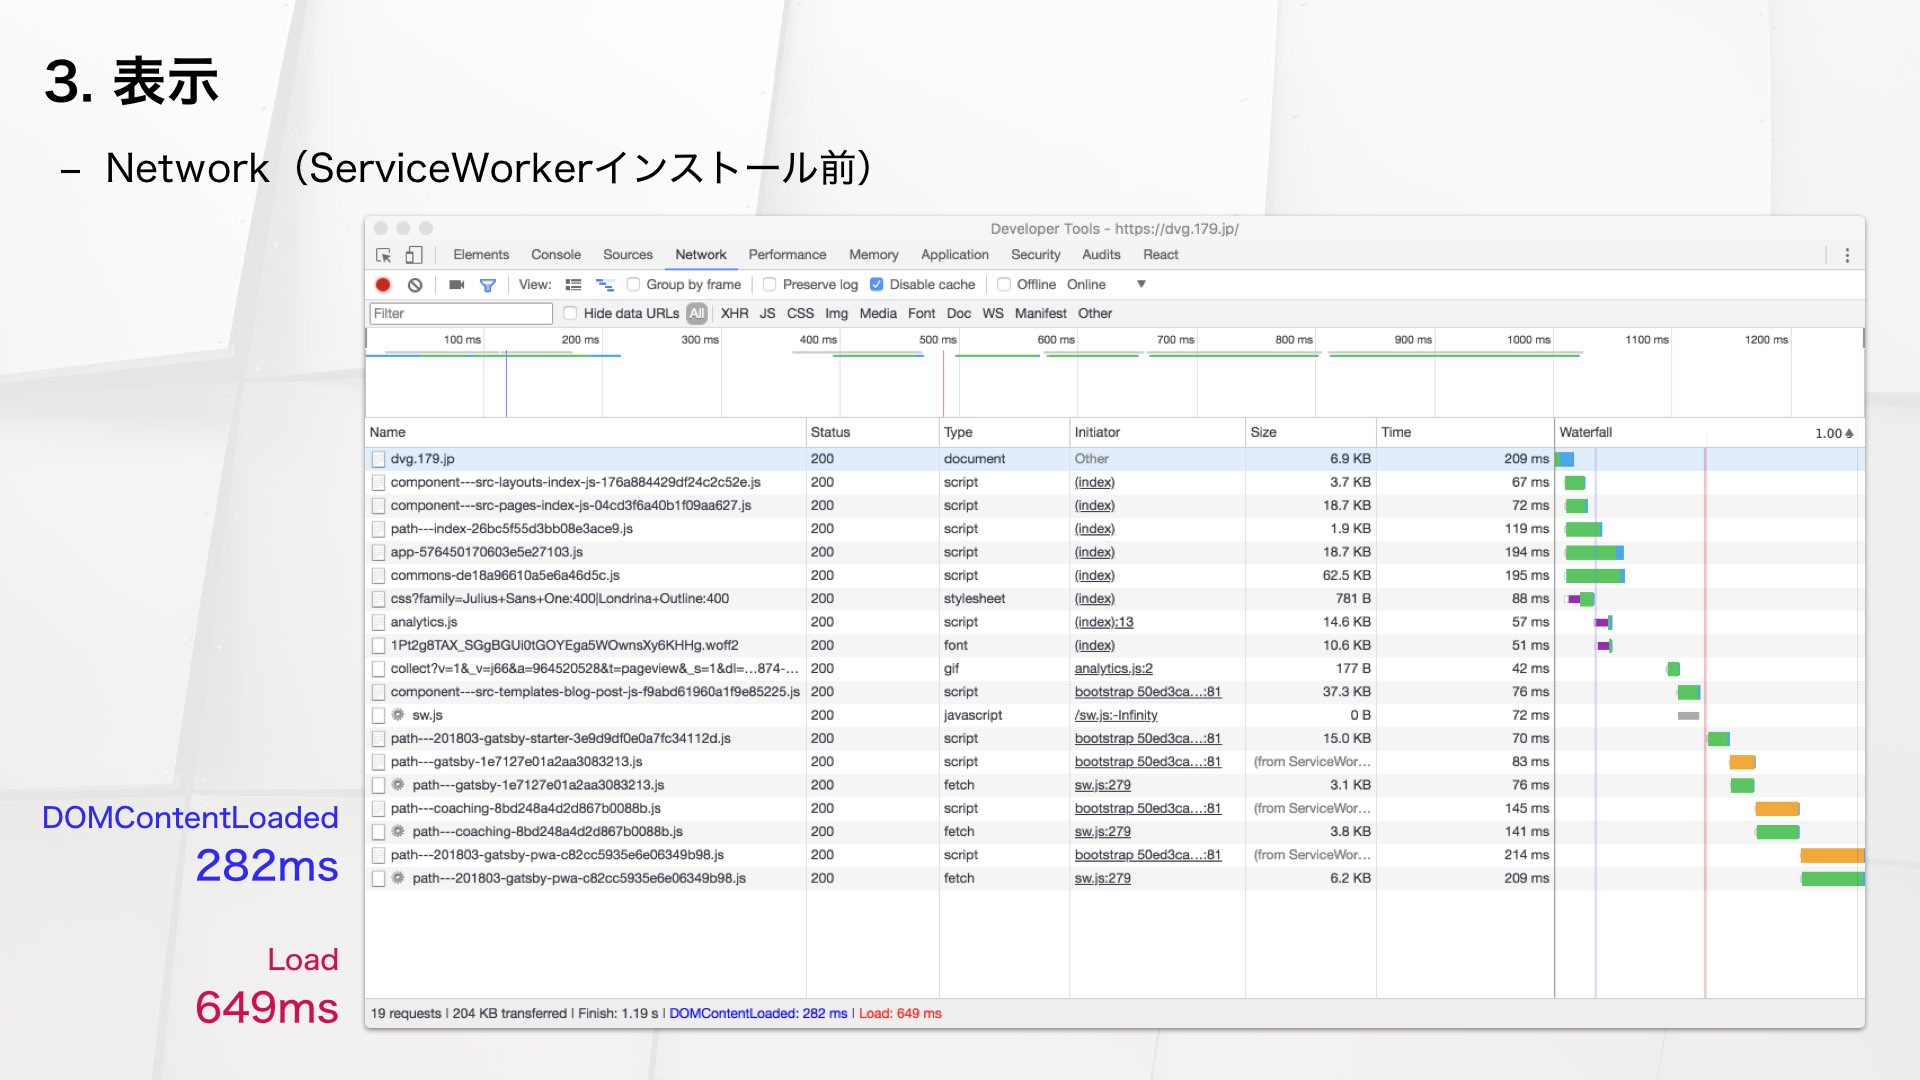 3. 表示
– Network（ServiceWorkerインストール前）
Developer Tools - https://dvg.179.jp/
Elements Console Sources Network Performance Memory Application Security Audits React
View: Group by frame Preserve log Disable cache Offline Online
Filter Hide data URLs All XHR JS CSS Img Media Font Doc WS Manifest Other
100 ms 200 ms 300 ms 400 ms 500 ms 600 ms 700 ms 800 ms 900 ms 1000 ms 1100 ms 1200 ms
Name Status Type Initiator Size Time Waterfall 1.00
dvg.179.jp 200 document Other 6.9 KB 209 ms
component---src-layouts-index-js-176a884429df24c2c52e.js 200 script (index) 3.7 KB 67 ms
component---src-pages-index-js-04cd3f6a40b1f09aa627.js 200 script (index) 18.7 KB 72 ms
path---index-26bc5f55d3bb08e3ace9.js 200 script (index) 1.9 KB 119 ms
app-576450170603e5e27103.js 200 script (index) 18.7 KB 194 ms
commons-de18a96610a5e6a46d5c.js 200 script (index) 62.5 KB 195 ms
css?family=Julius+Sans+One:400|Londrina+Outline:400 200 stylesheet (index) 781 B 88 ms
analytics.js 200 script (index):13 14.6 KB 57 ms
1Pt2g8TAX_SGgBGUi0tGOYEga5WOwnsXy6KHHg.woff2 200 font (index) 10.6 KB 51 ms
collect?v=1&_v=j66&a=964520528&t=pageview&_s=1&dl=...874-... 200 gif analytics.js:2 177 B 42 ms
component---src-templates-blog-post-js-f9abd61960a1f9e85225.js 200 script bootstrap 50ed3ca...:81 37.3 KB 76 ms
sw.js 200 javascript /sw.js:-Infinity 0 B 72 ms
path---201803-gatsby-starter-3e9d9df0e0a7fc34112d.js 200 script bootstrap 50ed3ca...:81 15.0 KB 70 ms
path---gatsby-1e7127e01a2aa3083213.js 200 script bootstrap 50ed3ca...:81 (from ServiceWor... 83 ms
path---gatsby-1e7127e01a2aa3083213.js 200 fetch sw.js:279 3.1 KB 76 ms
path---coaching-8bd248a4d2d867b0088b.js 200 script bootstrap 50ed3ca...:81 (from ServiceWor... 145 ms
path---coaching-8bd248a4d2d867b0088b.js 200 fetch sw.js:279 3.8 KB 141 ms
path---201803-gatsby-pwa-c82cc5935e6e06349b98.js 200 script bootstrap 50ed3ca...:81 (from ServiceWor... 214 ms
path---201803-gatsby-pwa-c82cc5935e6e06349b98.js 200 fetch sw.js:279 6.2 KB 209 ms
19 requests | 204 KB transferred | Finish: 1.19 s | DOMContentLoaded: 282 ms | Load: 649 ms
DOMContentLoaded
282ms
Load
649ms